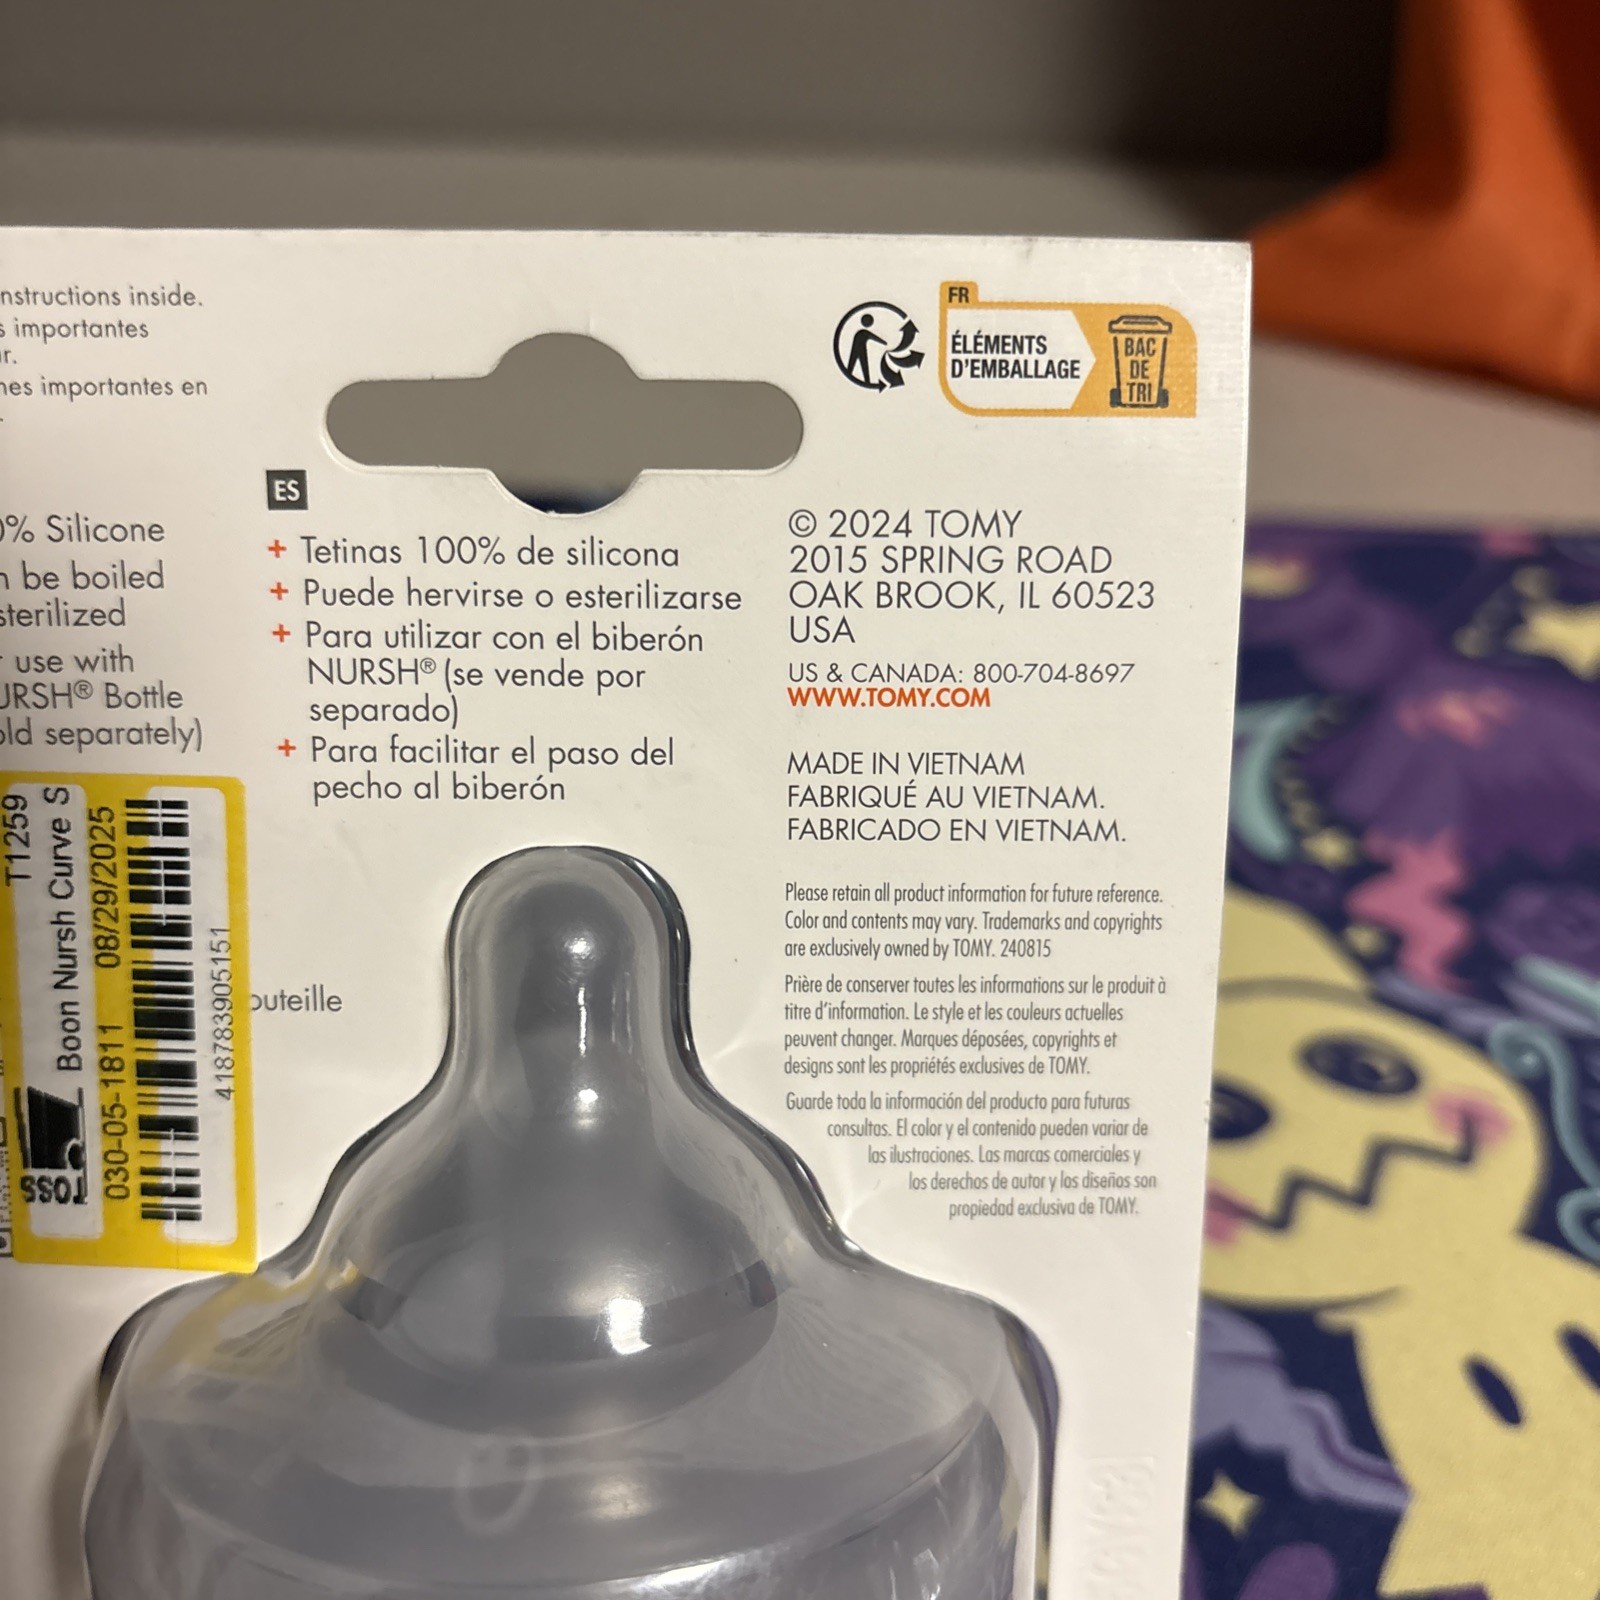 nstructions inside.
s importantes
r.
nes importantes en
FR
ÉLÉMENTS
D'EMBALLAGE
BAC
DE
TRI
% Silicone
n be boiled
sterilized
use with
URSH® Bottle
old separately)
ES
+ Tetinas 100% de silicona
+ Puede hervirse o esterilizarse
+ Para utilizar con el biberón
NURSH® (se vende por
separado)
+ Para facilitar el paso del
pecho al biberón
© 2024 TOMY
2015 SPRING ROAD
OAK BROOK, IL 60523
USA
US & CANADA: 800-704-8697
WWW.TOMY.COM
MADE IN VIETNAM
FABRIQUÉ AU VIETNAM.
FABRICADO EN VIETNAM.
Please retain all product information for future reference.
Color and contents may vary. Trademarks and copyrights
are exclusively owned by TOMY. 240815
Prière de conserver toutes les informations sur le produit à
titre d'information. Le style et les couleurs actuelles
peuvent changer. Marques déposées, copyrights et
designs sont les propriétés exclusives de TOMY.
Guarde toda la información del producto para futuras
consultas. El color y el contenido pueden variar de
las ilustraciones. Las marcas comerciales y
los derechos de autor y los diseños son
propiedad exclusiva de TOMY.
T1259
Boon Nursh Curve S
TOSS
030-05-1811 08/29/2025
4187839051​51
outeille